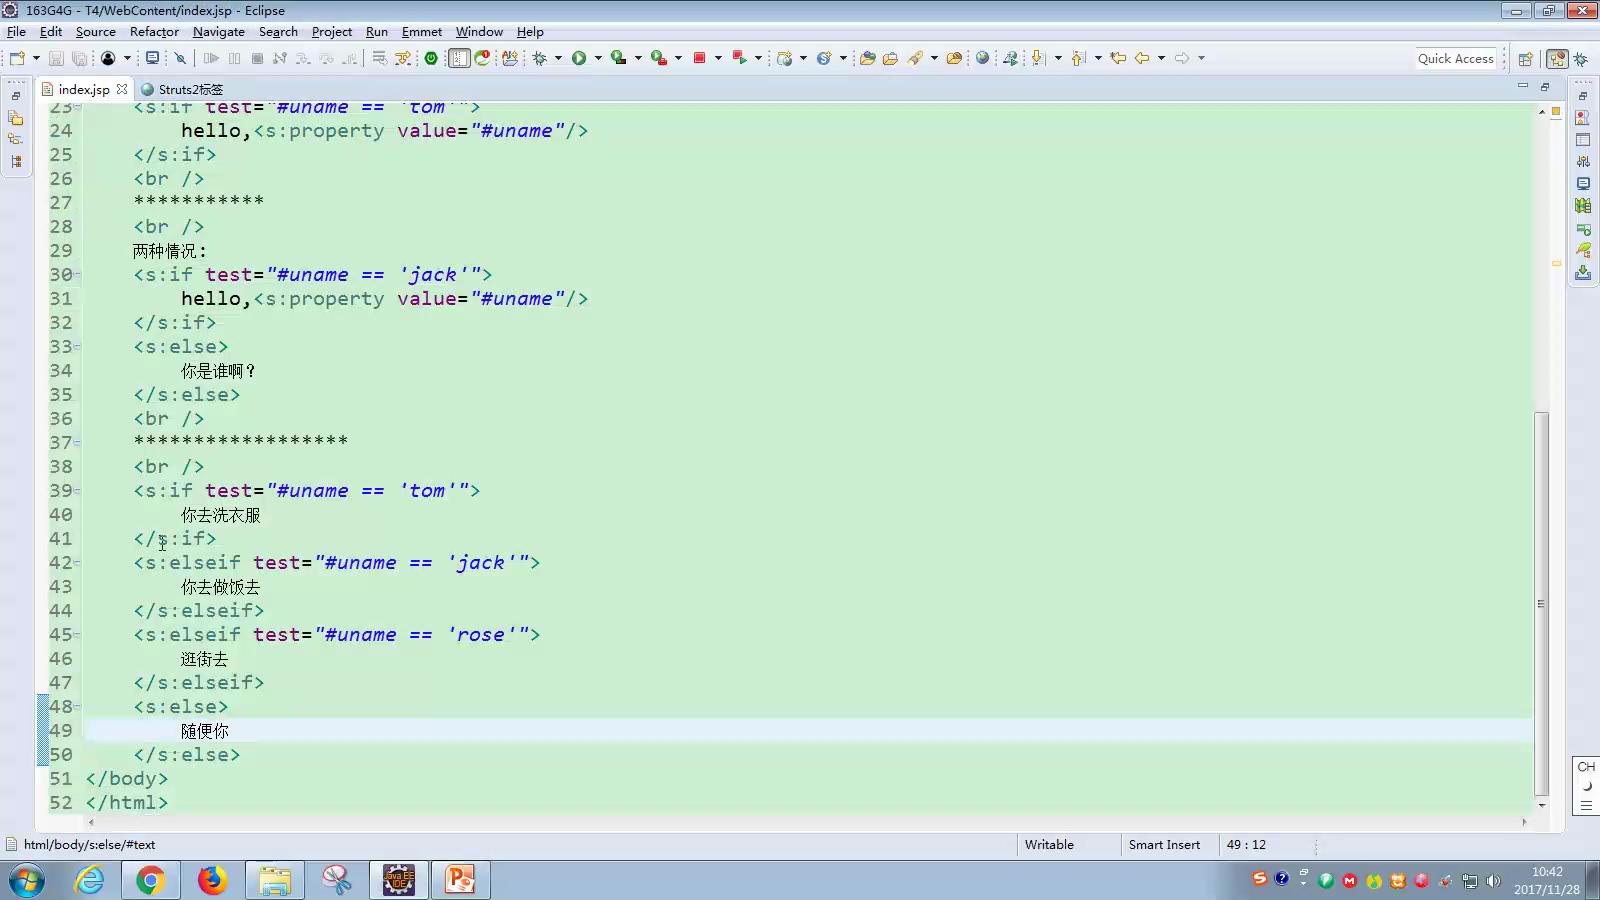 163G4G - T4/WebContent/index.jsp - Eclipse
File Edit Source Refactor Navigate Search Project Run Emmet Window Help
Quick Access
index.jsp Struts2标签
23 <s:if test="#uname == 'tom'">
24 hello,<s:property value="#uname"/>
25 </s:if>
26 <br />
27 ***********
28 <br />
29 两种情况:
30 <s:if test="#uname == 'jack'">
31 hello,<s:property value="#uname"/>
32 </s:if>
33 <s:else>
34 你是谁啊?
35 </s:else>
36 <br />
37 ******************
38 <br />
39 <s:if test="#uname == 'tom'">
40 你去洗衣服
41 </s:if>
42 <s:elseif test="#uname == 'jack'">
43 你去做饭去
44 </s:elseif>
45 <s:elseif test="#uname == 'rose'">
46 逛街去
47 </s:elseif>
48 <s:else>
49 随便你
50 </s:else>
51 </body>
52 </html>
CH
html/body/s:else/#text Writable Smart Insert 49 : 12
Java EE
IDE
10:42
2017/11/28